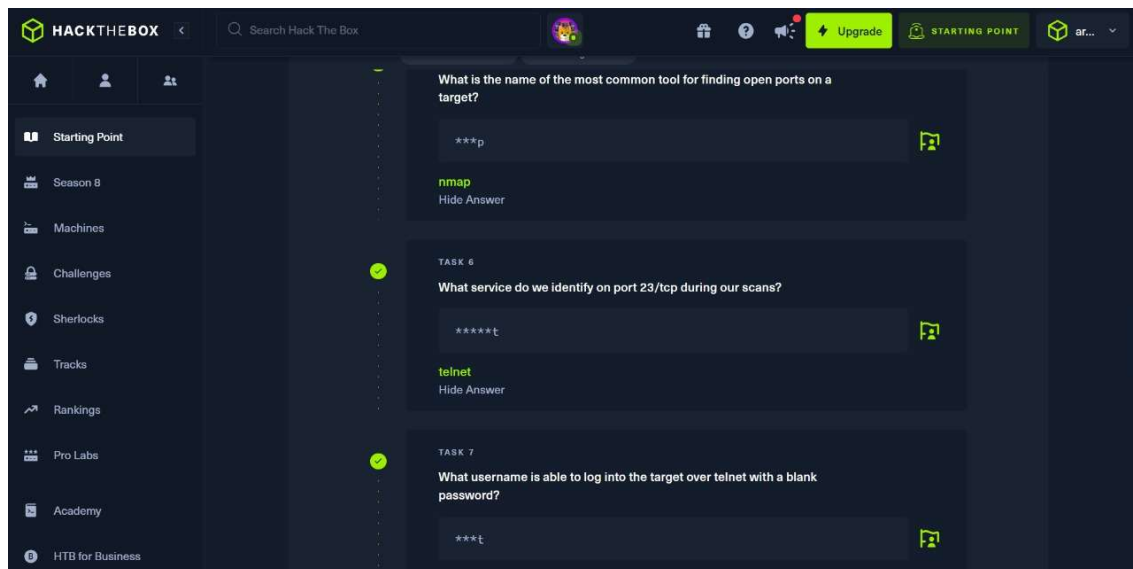 HACKTHEBOX
Search Hack The Box
Upgrade
STARTING POINT
ar...
What is the name of the most common tool for finding open ports on a
target?
***p
nmap
Hide Answer
Starting Point
Season 8
Machines
Challenges
Sherlocks
Tracks
Rankings
Pro Labs
Academy
HTB for Business
TASK 6
What service do we identify on port 23/tcp during our scans?
*****t
telnet
Hide Answer
TASK 7
What username is able to log into the target over telnet with a blank
password?
***t